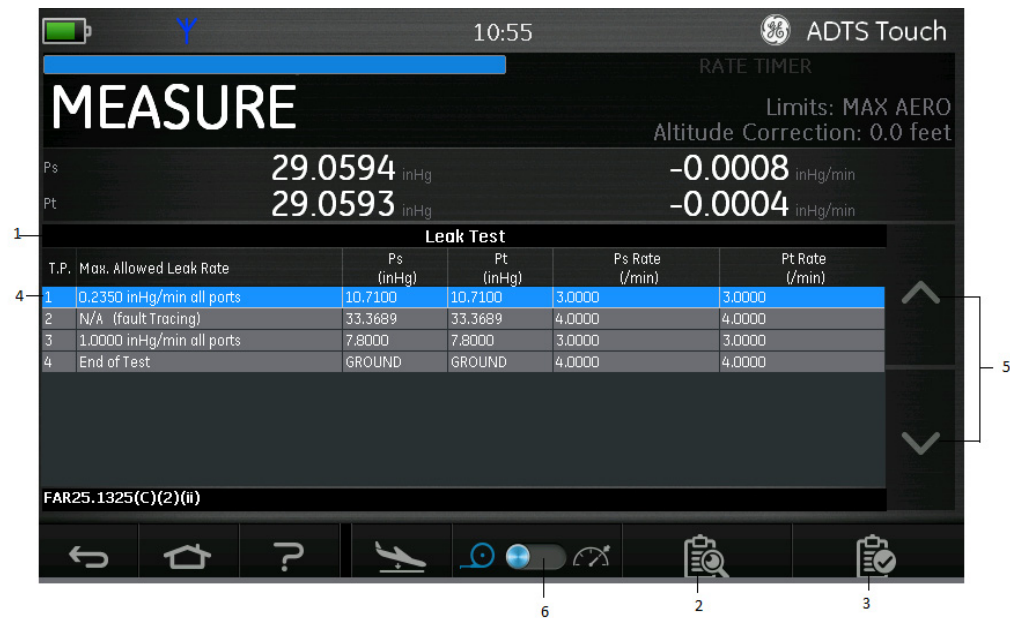 10:55
ADTS Touch
RATE TIMER
MEASURE
Limits: MAX AERO
Altitude Correction: 0.0 feet
Ps 29.0594 inHg -0.0008 inHg/min
Pt 29.0593 inHg -0.0004 inHg/min
1
Leak Test
T.P. Max. Allowed Leak Rate Ps (inHg) Pt (inHg) Ps Rate (/min) Pt Rate (/min)
4
1 0.2350 inHg/min all ports 10.7100 10.7100 3.0000 3.0000
2 N/A (fault Tracing) 33.3689 33.3689 4.0000 4.0000
3 1.0000 inHg/min all ports 7.8000 7.8000 3.0000 3.0000
4 End of Test GROUND GROUND 4.0000 4.0000
5
FAR25.1325(C)(2)(ii)
?
6
2
3